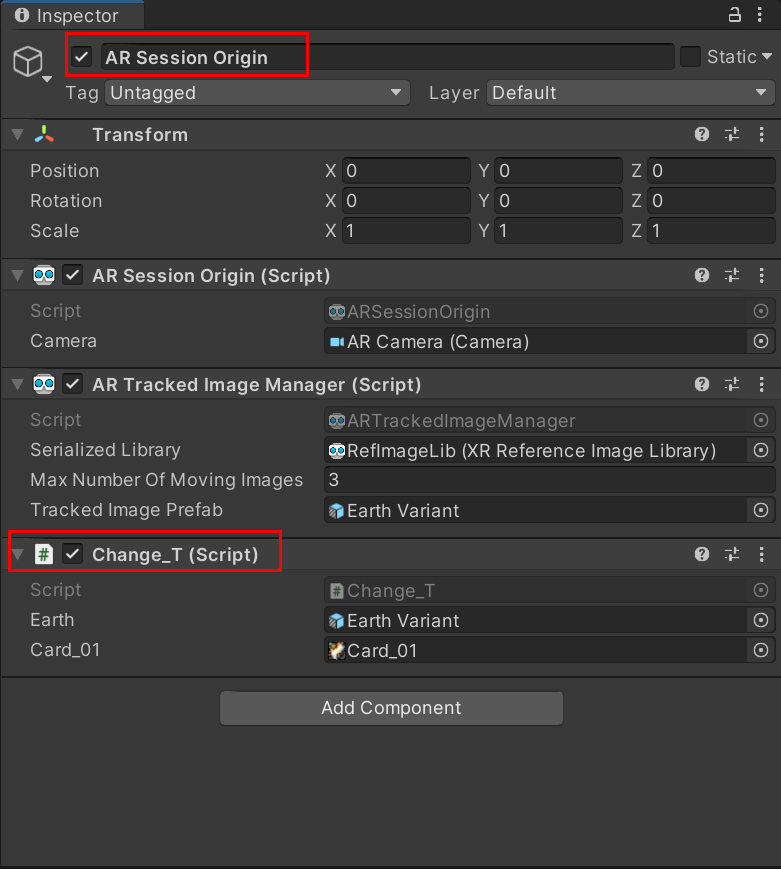 Inspector
AR Session Origin Static
Tag Untagged Layer Default
Transform
Position X 0 Y 0 Z 0
Rotation X 0 Y 0 Z 0
Scale X 1 Y 1 Z 1
AR Session Origin (Script)
Script ARSessionOrigin
Camera AR Camera (Camera)
AR Tracked Image Manager (Script)
Script ARTrackedImageManager
Serialized Library RefImageLib (XR Reference Image Library)
Max Number Of Moving Images 3
Tracked Image Prefab Earth Variant
# Change_T (Script)
Script # Change_T
Earth Earth Variant
Card_01 Card_01
Add Component